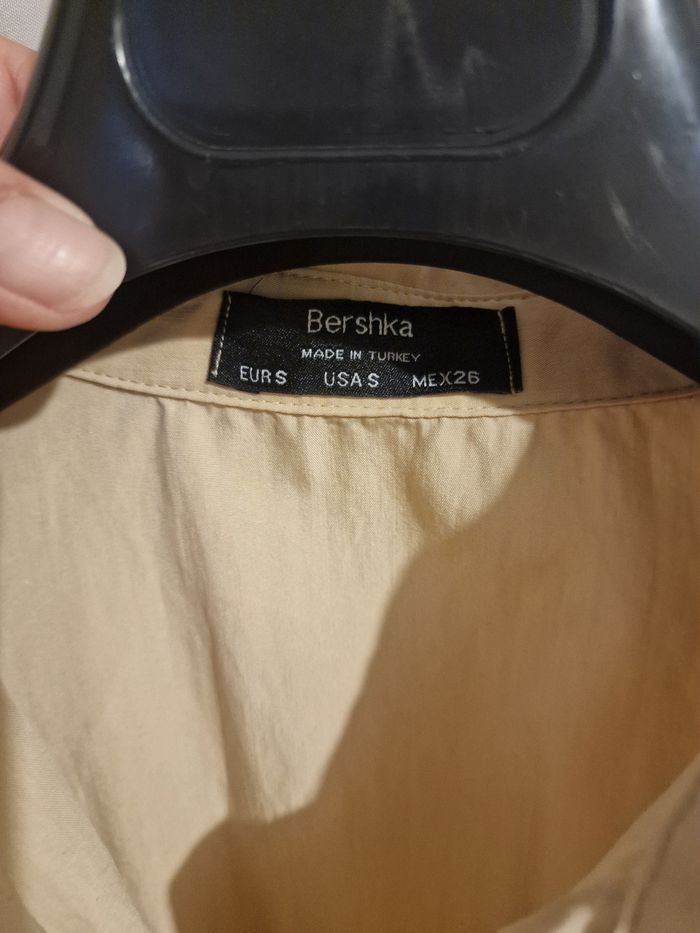 Bershka
MADE IN TURKEY
EUR S USA S MEX 26